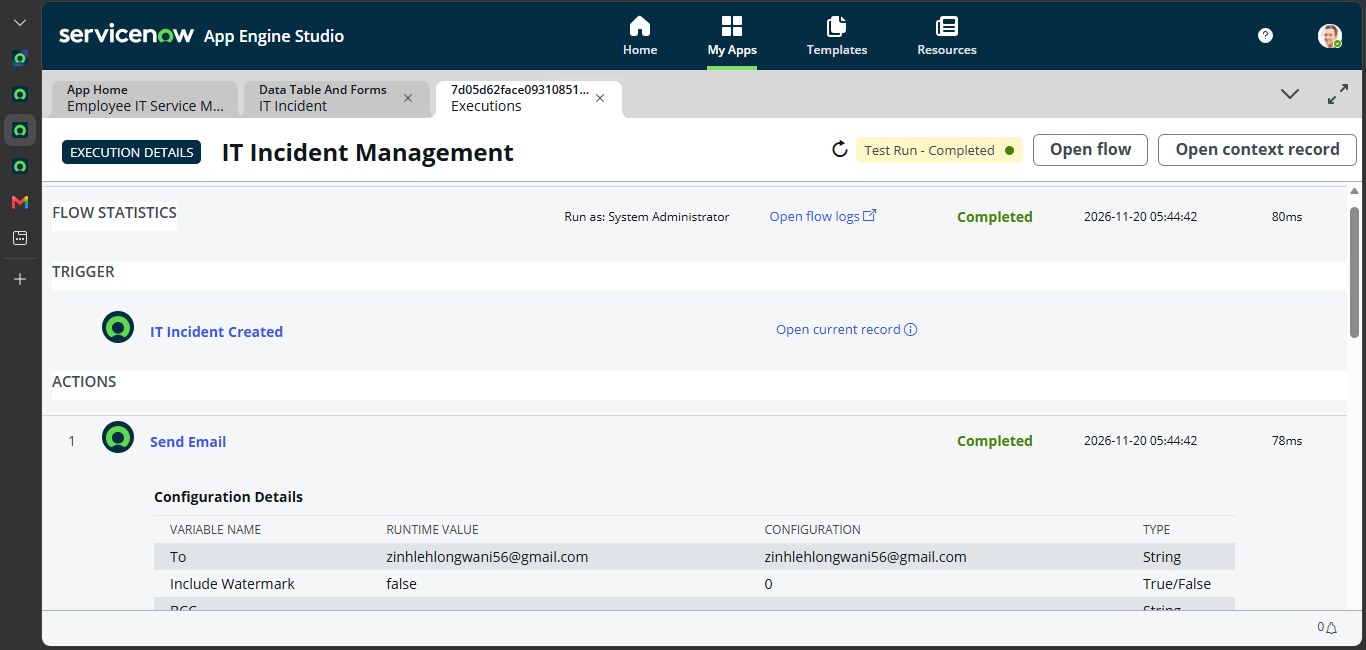 servicenow App Engine Studio
Home
My Apps
Templates
Resources
?
App Home
Employee IT Service M...
Data Table And Forms
IT Incident
7d05d62face09310851...
Executions
EXECUTION DETAILS IT Incident Management
Test Run - Completed
Open flow
Open context record
FLOW STATISTICS Run as: System Administrator Open flow logs Completed 2026-11-20 05:44:42 80ms
TRIGGER
IT Incident Created Open current record
ACTIONS
1 Send Email Completed 2026-11-20 05:44:42 78ms
Configuration Details
VARIABLE NAME RUNTIME VALUE CONFIGURATION TYPE
To zinhlehlongwani56@gmail.com zinhlehlongwani56@gmail.com String
Include Watermark false 0 True/False
BCC String
0